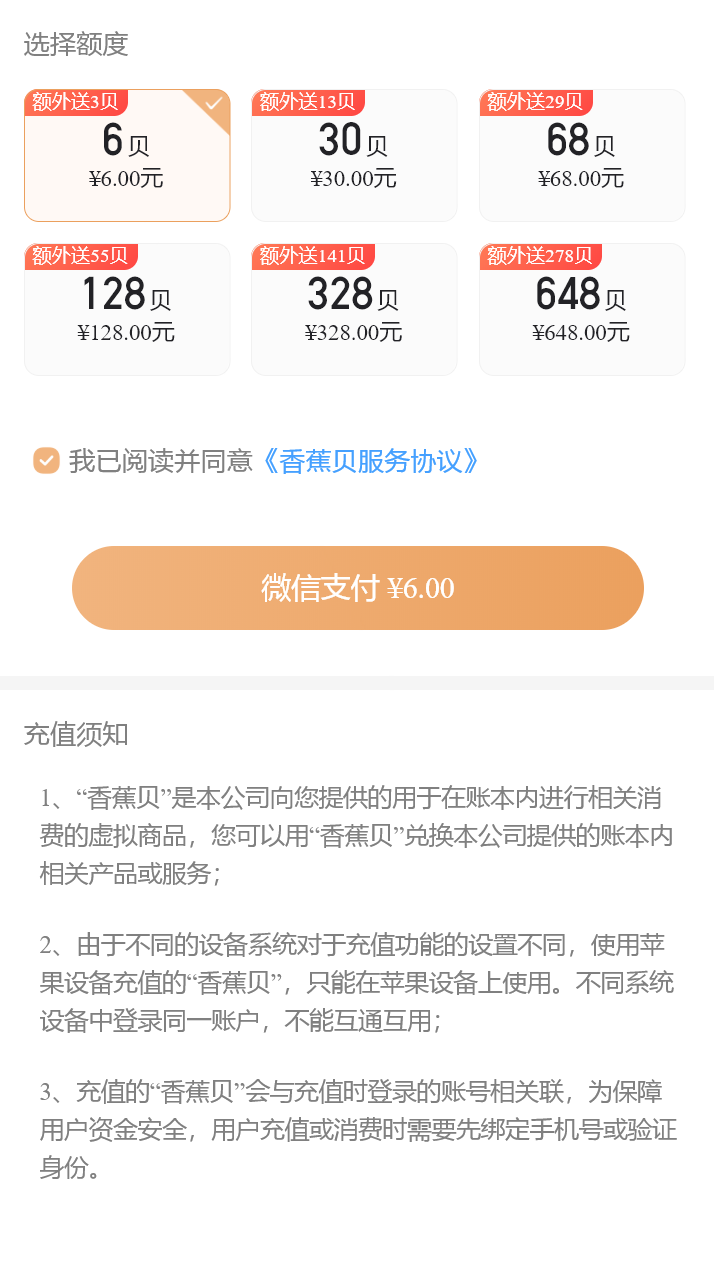 选择额度
额外送3贝
6贝
¥6.00元
额外送13贝
30贝
¥30.00元
额外送29贝
68贝
¥68.00元
额外送55贝
128贝
¥128.00元
额外送141贝
328贝
¥328.00元
额外送278贝
648贝
¥648.00元
我已阅读并同意《香蕉贝服务协议》
微信支付 ¥6.00
充值须知
1、“香蕉贝”是本公司向您提供的用于在账本内进行相关消
费的虚拟商品，您可以用“香蕉贝”兑换本公司提供的账本内
相关产品或服务；
2、由于不同的设备系统对于充值功能的设置不同，使用苹
果设备充值的“香蕉贝”，只能在苹果设备上使用。不同系统
设备中登录同一账户，不能互通互用；
3、充值的“香蕉贝”会与充值时登录的账号相关联，为保障
用户资金安全，用户充值或消费时需要先绑定手机号或验证
身份。